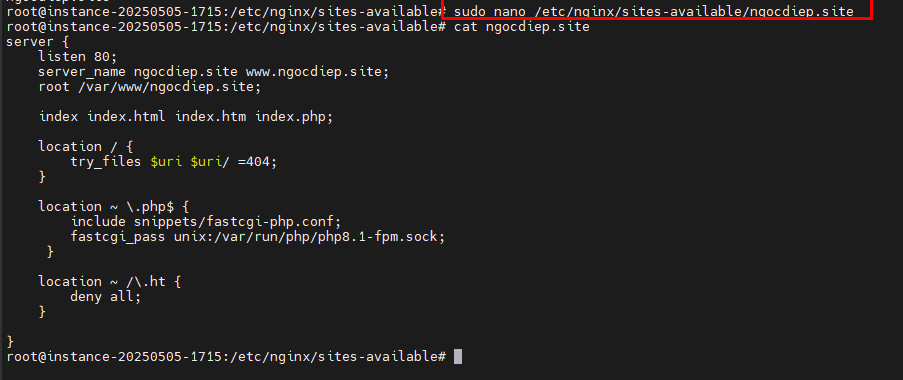 root@instance-20250505-1715:/etc/nginx/sites-available# sudo nano /etc/nginx/sites-available/ngocdiep.site
root@instance-20250505-1715:/etc/nginx/sites-available# cat ngocdiep.site
server {
    listen 80;
    server_name ngocdiep.site www.ngocdiep.site;
    root /var/www/ngocdiep.site;
    index index.html index.htm index.php;
    location / {
        try_files $uri $uri/ =404;
    }
    location ~ \.php$ {
        include snippets/fastcgi-php.conf;
        fastcgi_pass unix:/var/run/php/php8.1-fpm.sock;
     }
    location ~ /\.ht {
        deny all;
    }
}
root@instance-20250505-1715:/etc/nginx/sites-available#